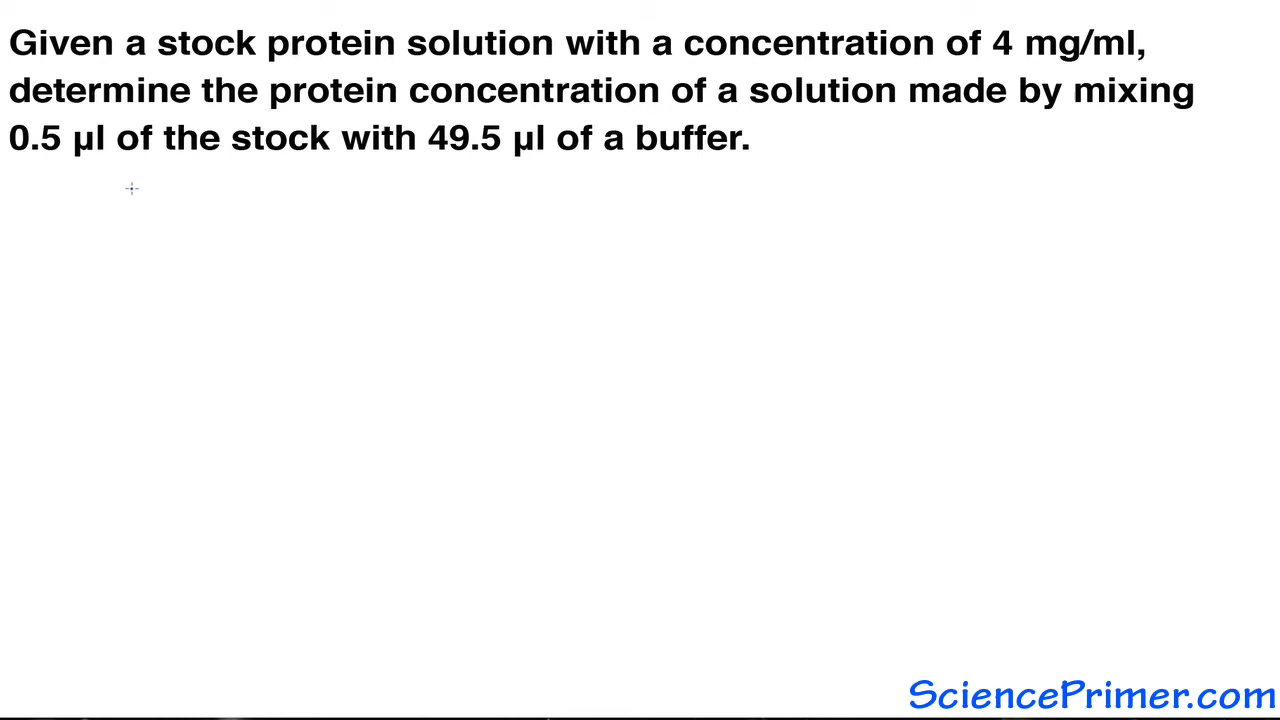 Given a stock protein solution with a concentration of 4 mg/ml,
determine the protein concentration of a solution made by mixing
0.5 µl of the stock with 49.5 µl of a buffer.
SciencePrimer.com